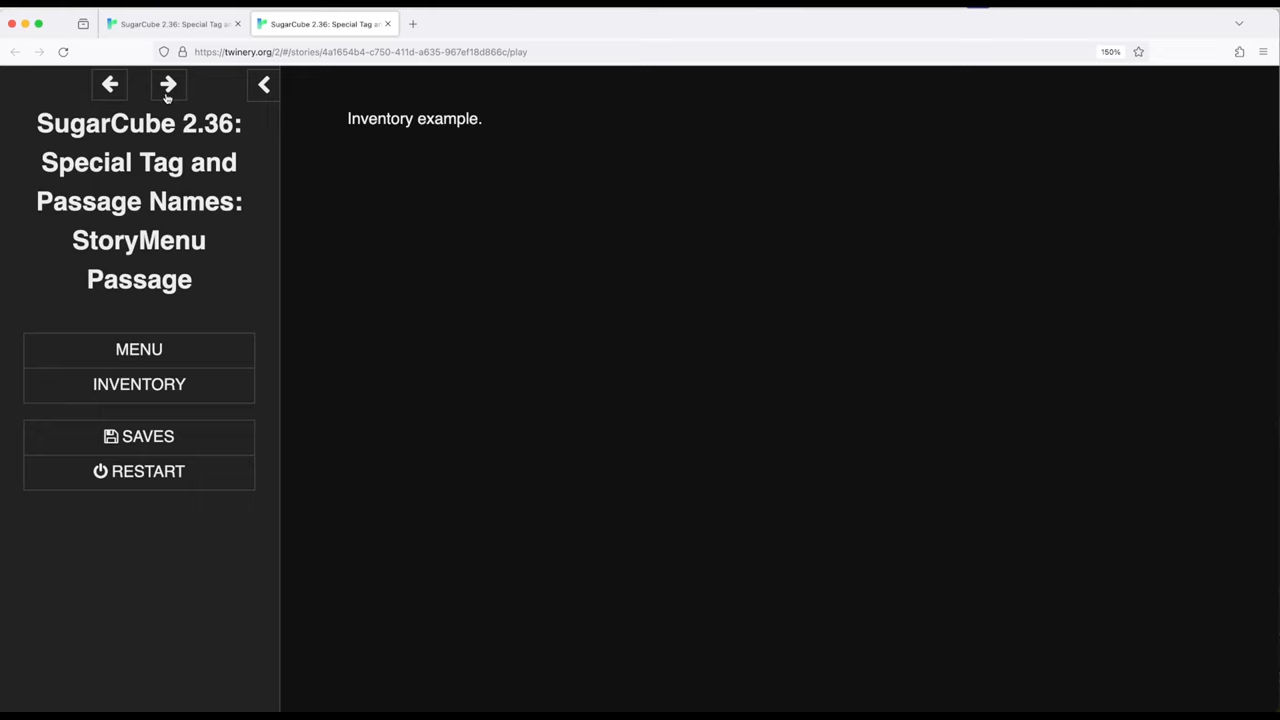 SugarCube 2.36: Special Tag an
SugarCube 2.36: Special Tag an
https://twinery.org/2/#/stories/4a1654b4-c750-411d-a635-967ef18d866c/play
150%
SugarCube 2.36:
Special Tag and
Passage Names:
StoryMenu
Passage
MENU
INVENTORY
SAVES
RESTART
Inventory example.